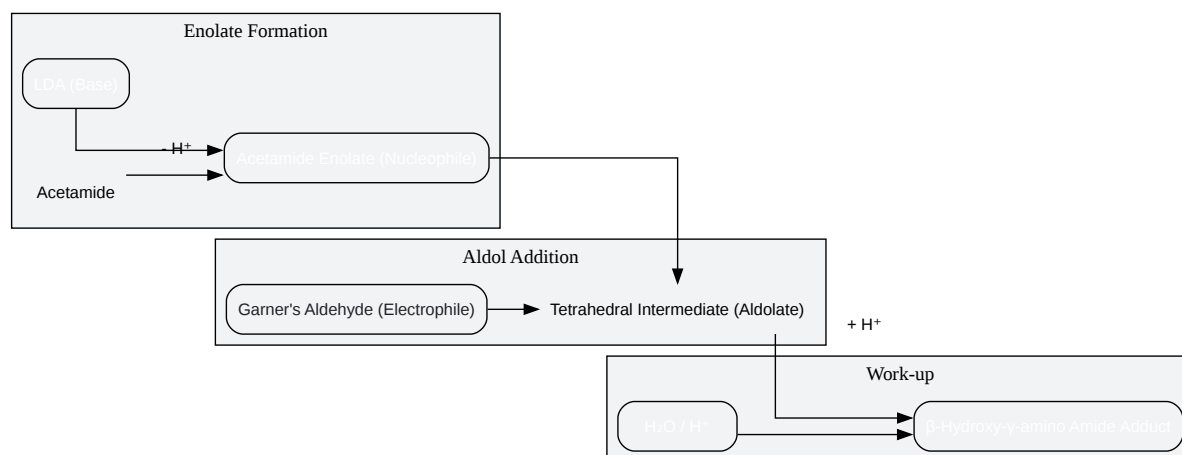 Enolate Formation
LDA (Base)
- H⁺
Acetamide Enolate (Nucleophile)
Acetamide
Aldol Addition
Garner's Aldehyde (Electrophile)
Tetrahedral Intermediate (Aldolate)
+ H⁺
Work-up
H₂O / H⁺
β-Hydroxy-γ-amino Amide Adduct